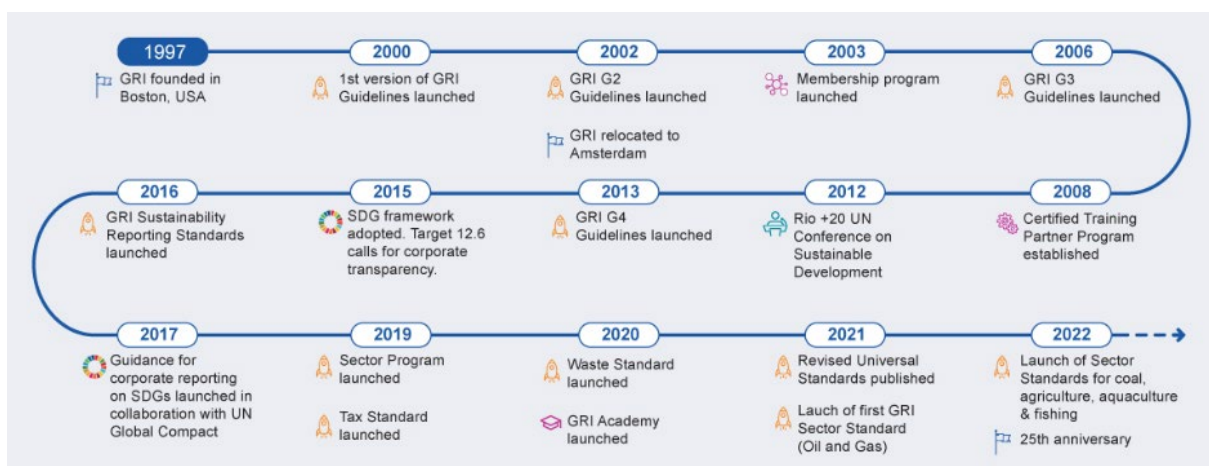 1997
GRI founded in
Boston, USA
2000
1st version of GRI
Guidelines launched
2002
GRI G2
Guidelines launched
GRI relocated to
Amsterdam
2003
Membership program
launched
2006
GRI G3
Guidelines launched
2016
GRI Sustainability
Reporting Standards
launched
2015
SDG framework
adopted. Target 12.6
calls for corporate
transparency.
2013
GRI G4
Guidelines launched
2012
Rio +20 UN
Conference on
Sustainable
Development
2008
Certified Training
Partner Program
established
2017
Guidance for
corporate reporting
on SDGs launched in
collaboration with UN
Global Compact
2019
Sector Program
launched
Tax Standard
launched
2020
Waste Standard
launched
GRI Academy
launched
2021
Revised Universal
Standards published
Lauch of first GRI
Sector Standard
(Oil and Gas)
2022
Launch of Sector
Standards for coal,
agriculture, aquaculture
& fishing
25th anniversary